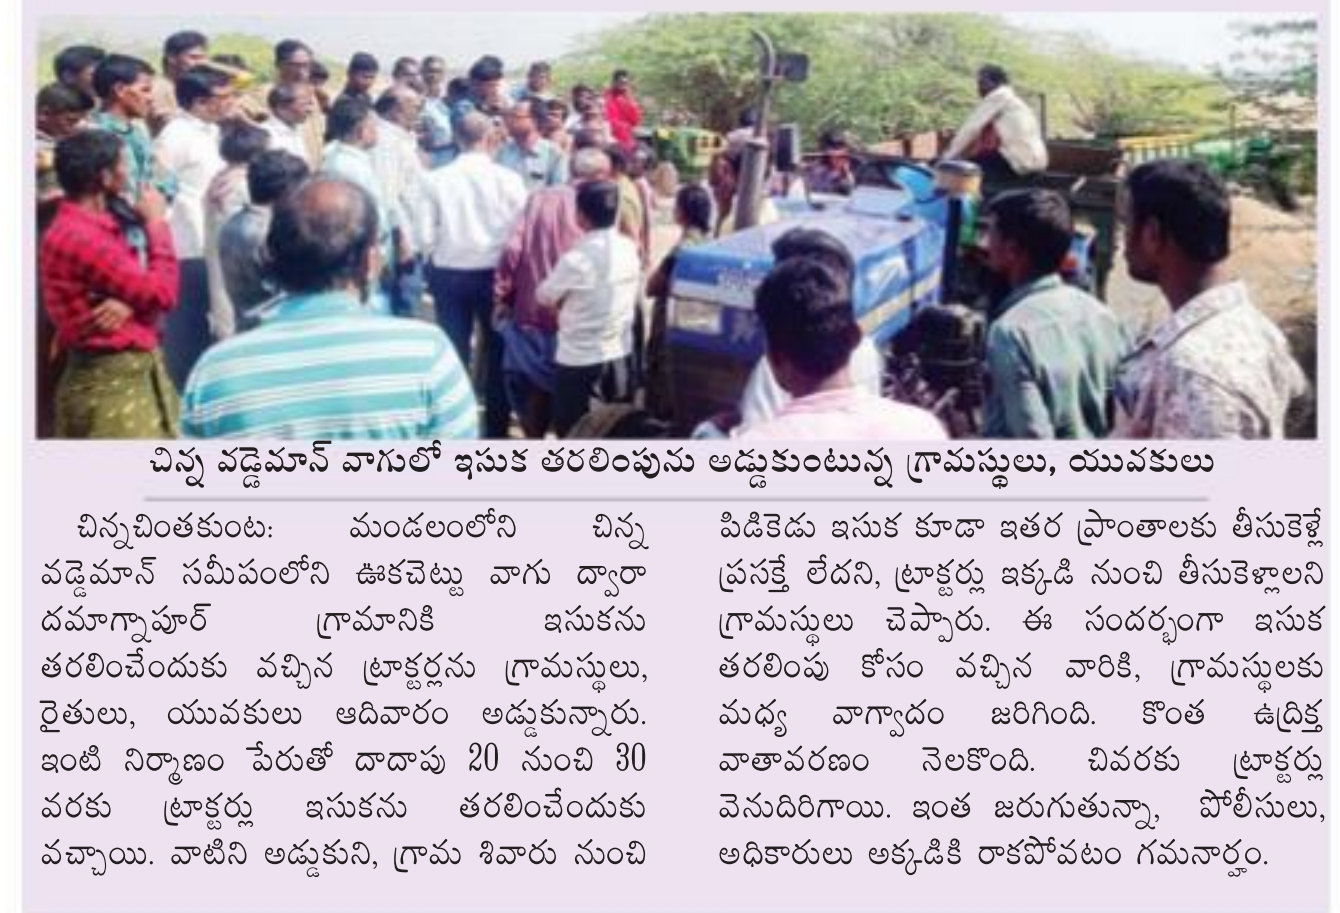 చిన్న వడ్డెమాన్ వాగులో ఇసుక తరలింపును అడ్డుకుంటున్న గ్రామస్థులు, యువకులు
చిన్నచింతకుంట: మండలంలోని చిన్న
వడ్డెమాన్ సమీపంలోని ఊకచెట్టు వాగు ద్వారా
దమాగ్నాపూర్ గ్రామానికి ఇసుకను
తరలించేందుకు వచ్చిన ట్రాక్టర్లను గ్రామస్థులు,
రైతులు, యువకులు ఆదివారం అడ్డుకున్నారు.
ఇంటి నిర్మాణం పేరుతో దాదాపు 20 నుంచి 30
వరకు ట్రాక్టర్లు ఇసుకను తరలించేందుకు
వచ్చాయి. వాటిని అడ్డుకుని, గ్రామ శివారు నుంచి
పిడికెడు ఇసుక కూడా ఇతర ప్రాంతాలకు తీసుకెళ్లే
ప్రసక్తే లేదని, ట్రాక్టర్లు ఇక్కడి నుంచి తీసుకెళ్లాలని
గ్రామస్థులు చెప్పారు. ఈ సందర్భంగా ఇసుక
తరలింపు కోసం వచ్చిన వారికి, గ్రామస్థులకు
మధ్య వాగ్వాదం జరిగింది. కొంత ఉద్రిక్త
వాతావరణం నెలకొంది. చివరకు ట్రాక్టర్లు
వెనుదిరిగాయి. ఇంత జరుగుతున్నా, పోలీసులు,
అధికారులు అక్కడికి రాకపోవటం గమనార్హం.